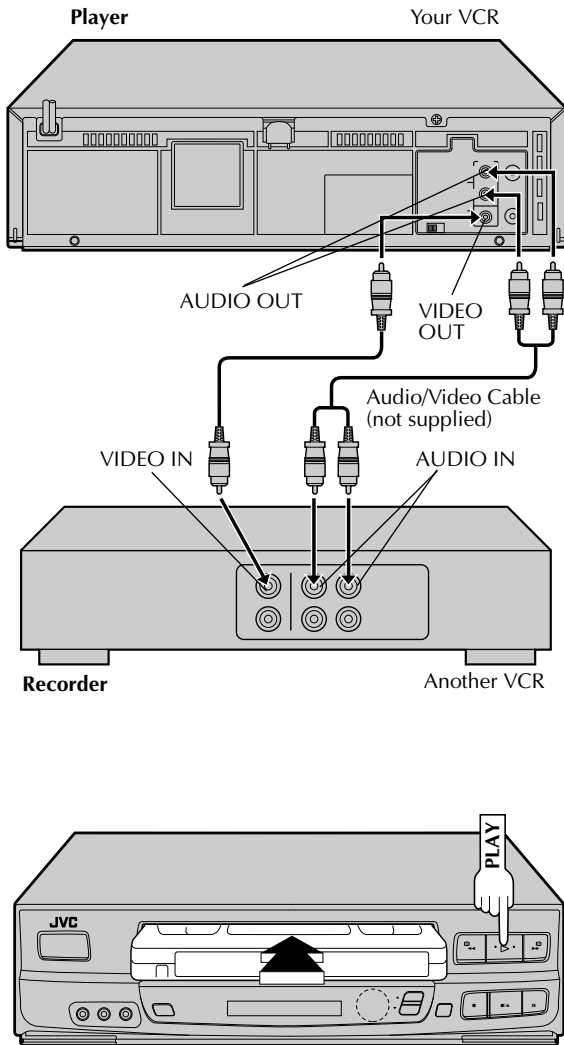 Player
Your VCR
AUDIO OUT
VIDEO
OUT
Audio/Video Cable
(not supplied)
VIDEO IN
AUDIO IN
Recorder
Another VCR
PLAY
JVC